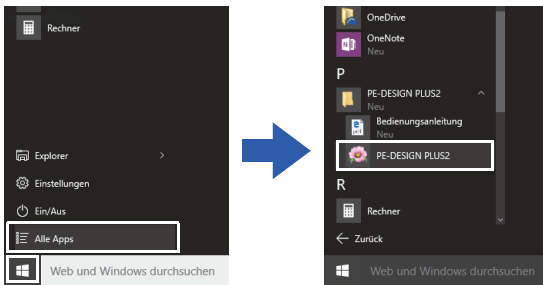 Rechner
Explorer
Einstellungen
Ein/Aus
Alle Apps
Web und Windows durchsuchen
OneDrive
OneNote
Neu
P
PE-DESIGN PLUS2
Neu
Bedienungsanleitung
Neu
PE-DESIGN PLUS2
R
Rechner
Zurück
Web und Windows durchsuchen